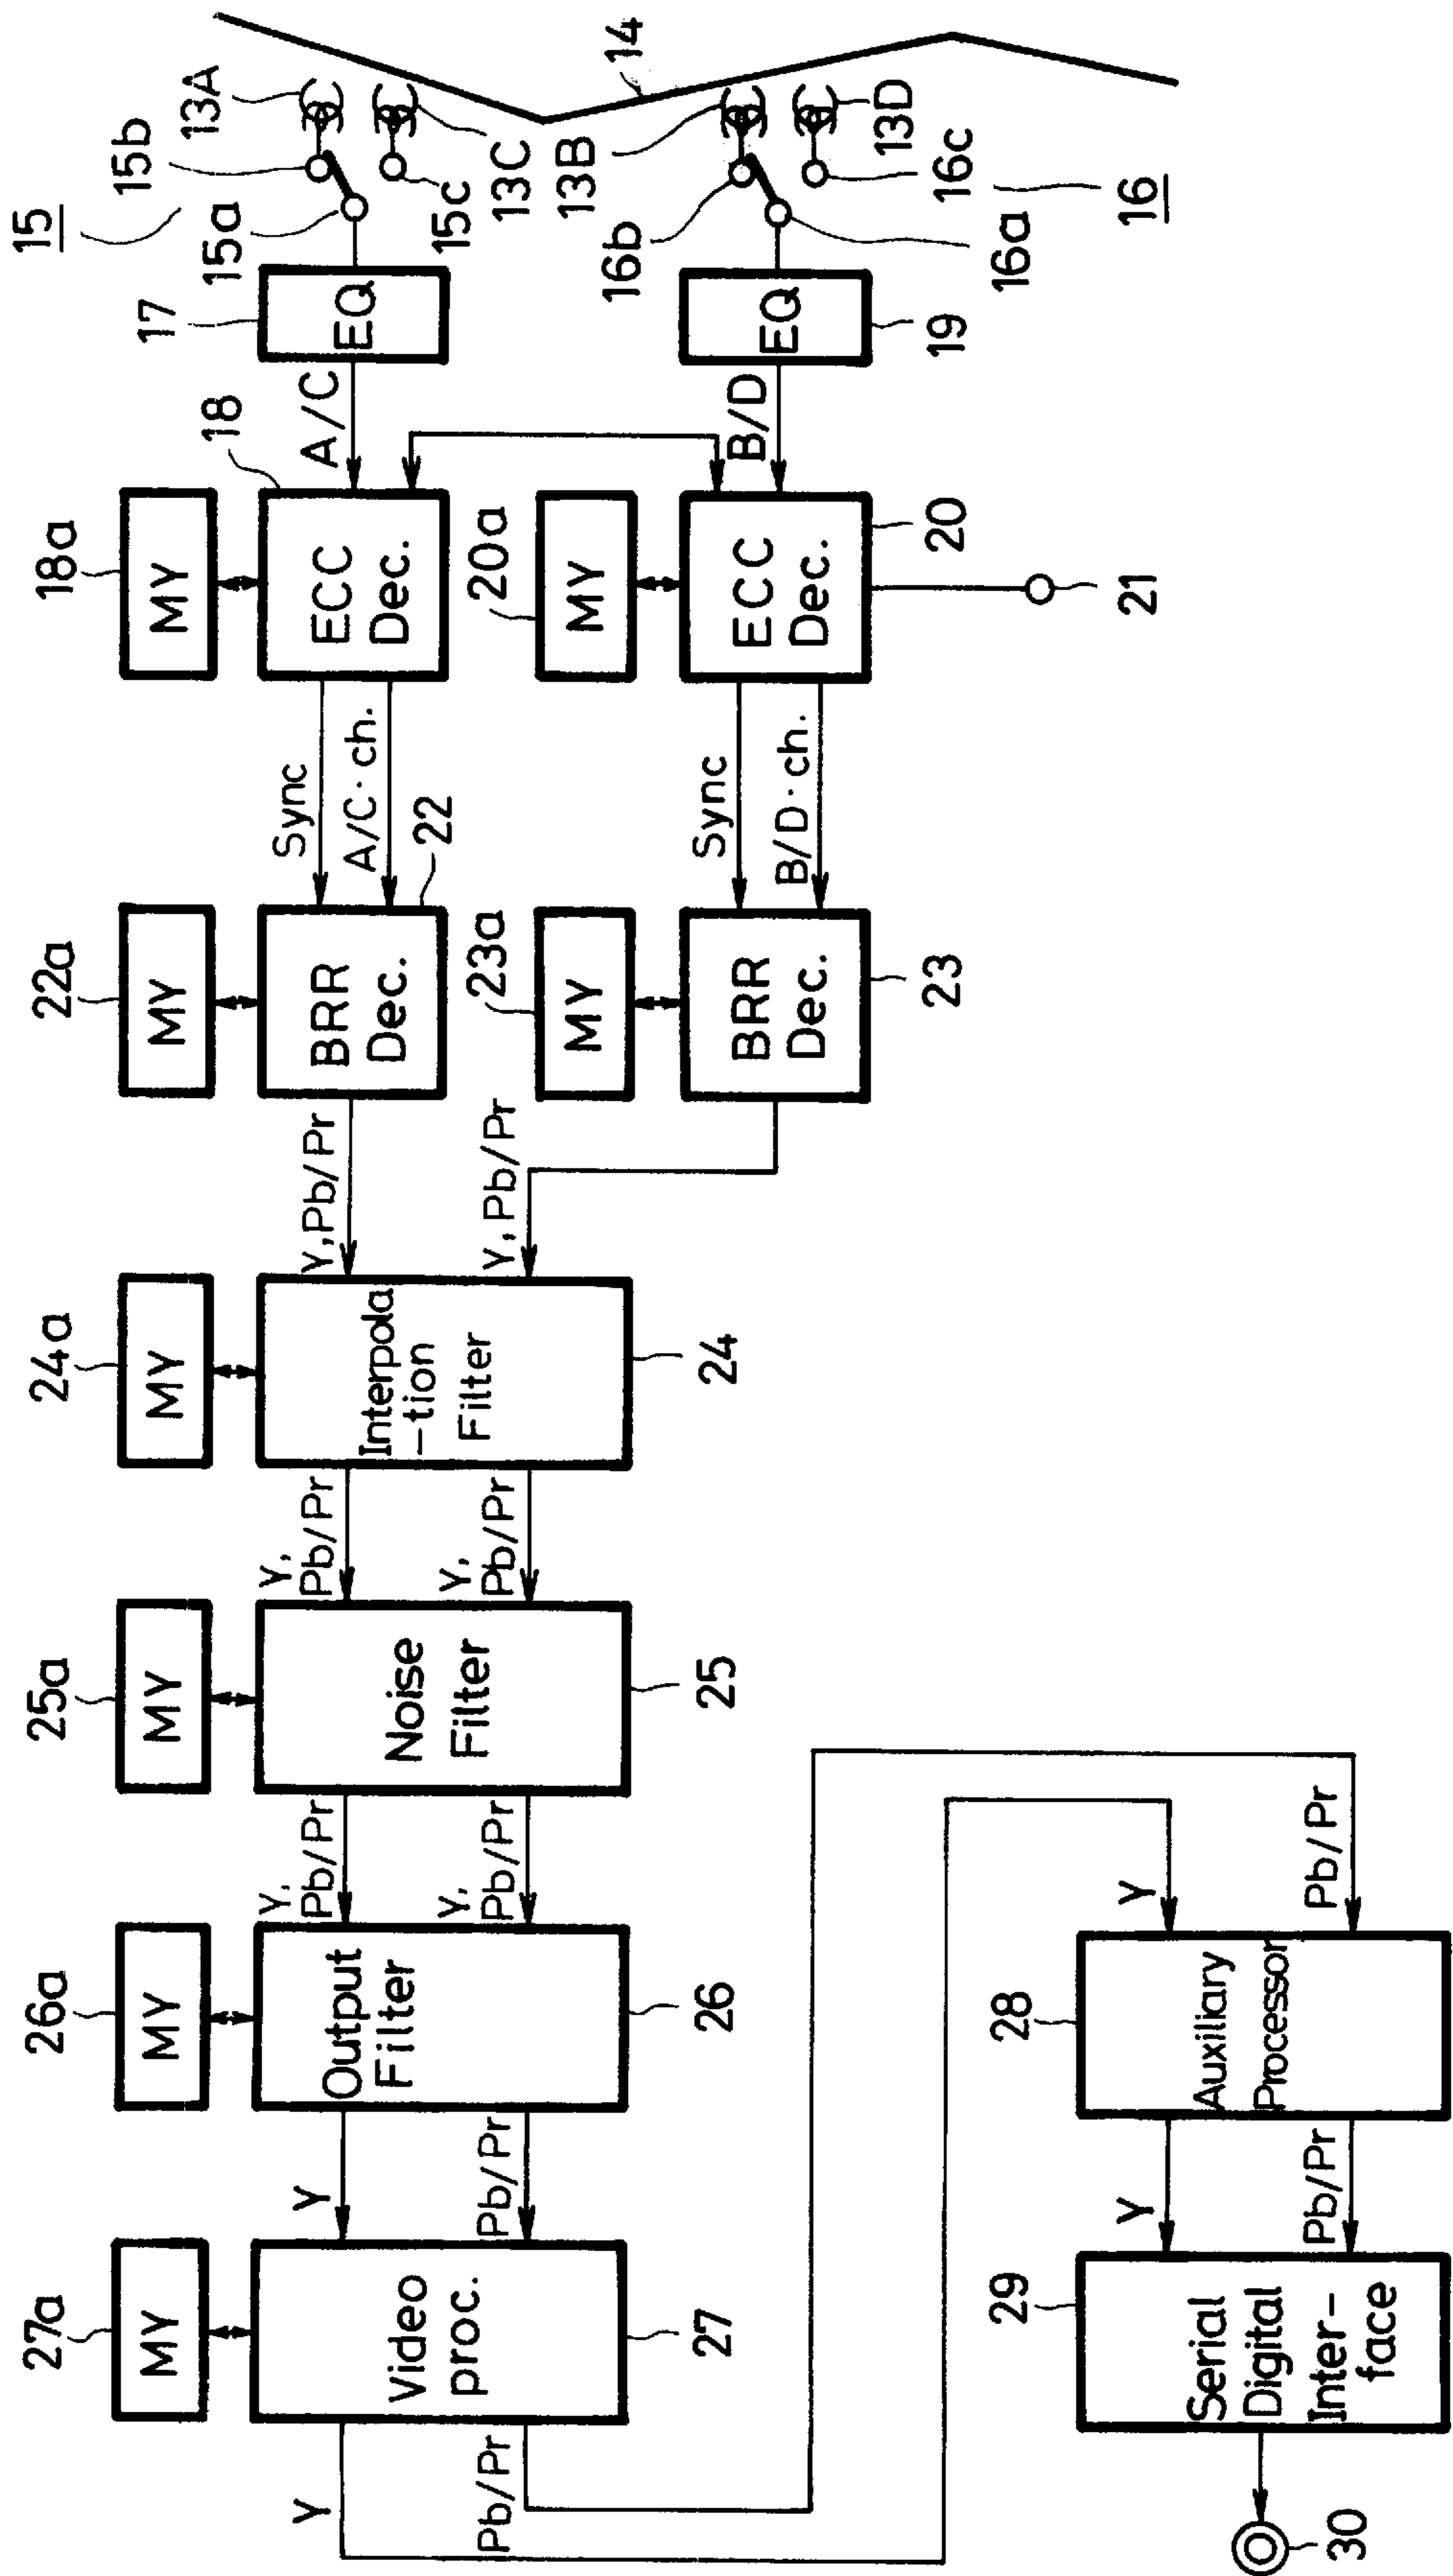 15
15b
13A
15a
15c
13C
13B
14
16b
13D
16c
16a
16
17
EQ
EQ
19
A/C
B/D
18
18a
MY
ECC
Dec.
20a
MY
ECC
Dec.
20
21
Sync
A/C·ch.
Sync
B/D·ch.
22
22a
MY
BRR
Dec.
23a
MY
BRR
Dec.
23
Y,Pb/Pr
Y,Pb/Pr
24a
MY
Interpola
-tion
Filter
24
Y,
Pb/Pr
Y,
Pb/Pr
25a
MY
Noise
Filter
25
Y,
Pb/Pr
Y,
Pb/Pr
26a
MY
Output
Filter
26
Y
Pb/Pr
27a
MY
Video
proc.
27
Y
Pb/Pr
Y
Pb/Pr
28
Auxiliary
Processor
Y
Pb/Pr
29
Serial
Digital
Inter-
face
30